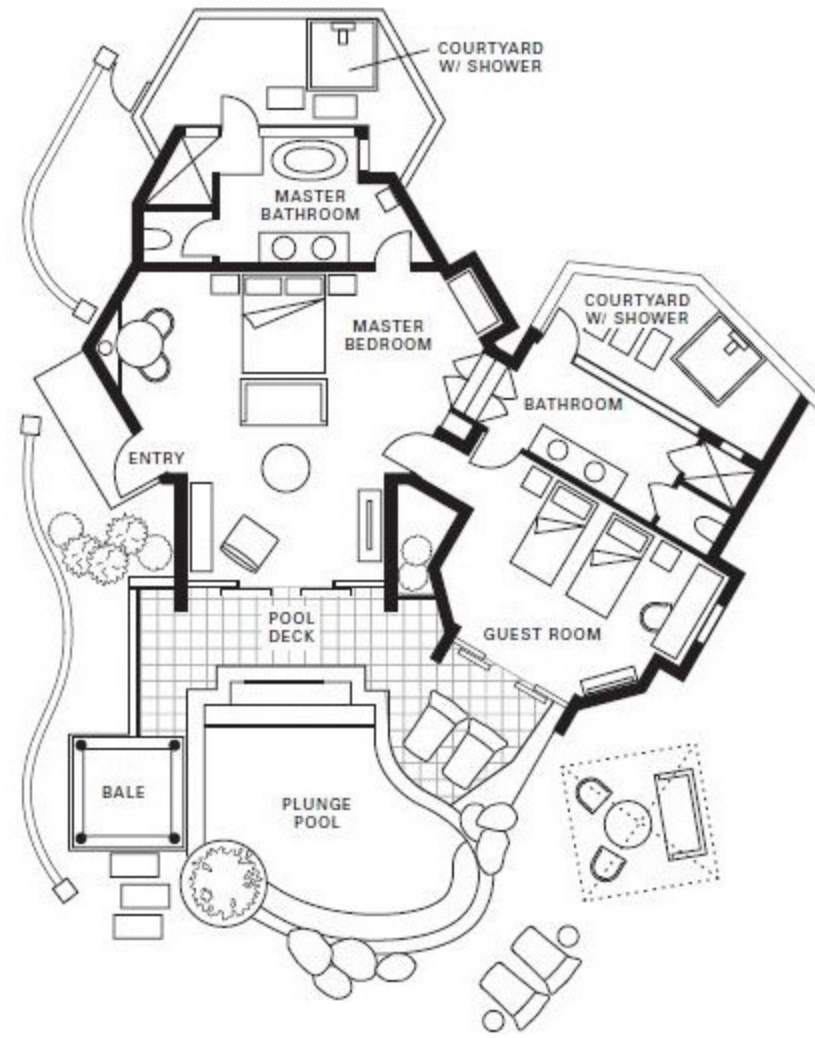 COURTYARD
W/ SHOWER
MASTER
BATHROOM
COURTYARD
W/ SHOWER
MASTER
BEDROOM
BATHROOM
ENTRY
POOL
DECK
GUEST ROOM
BALE
PLUNGE
POOL